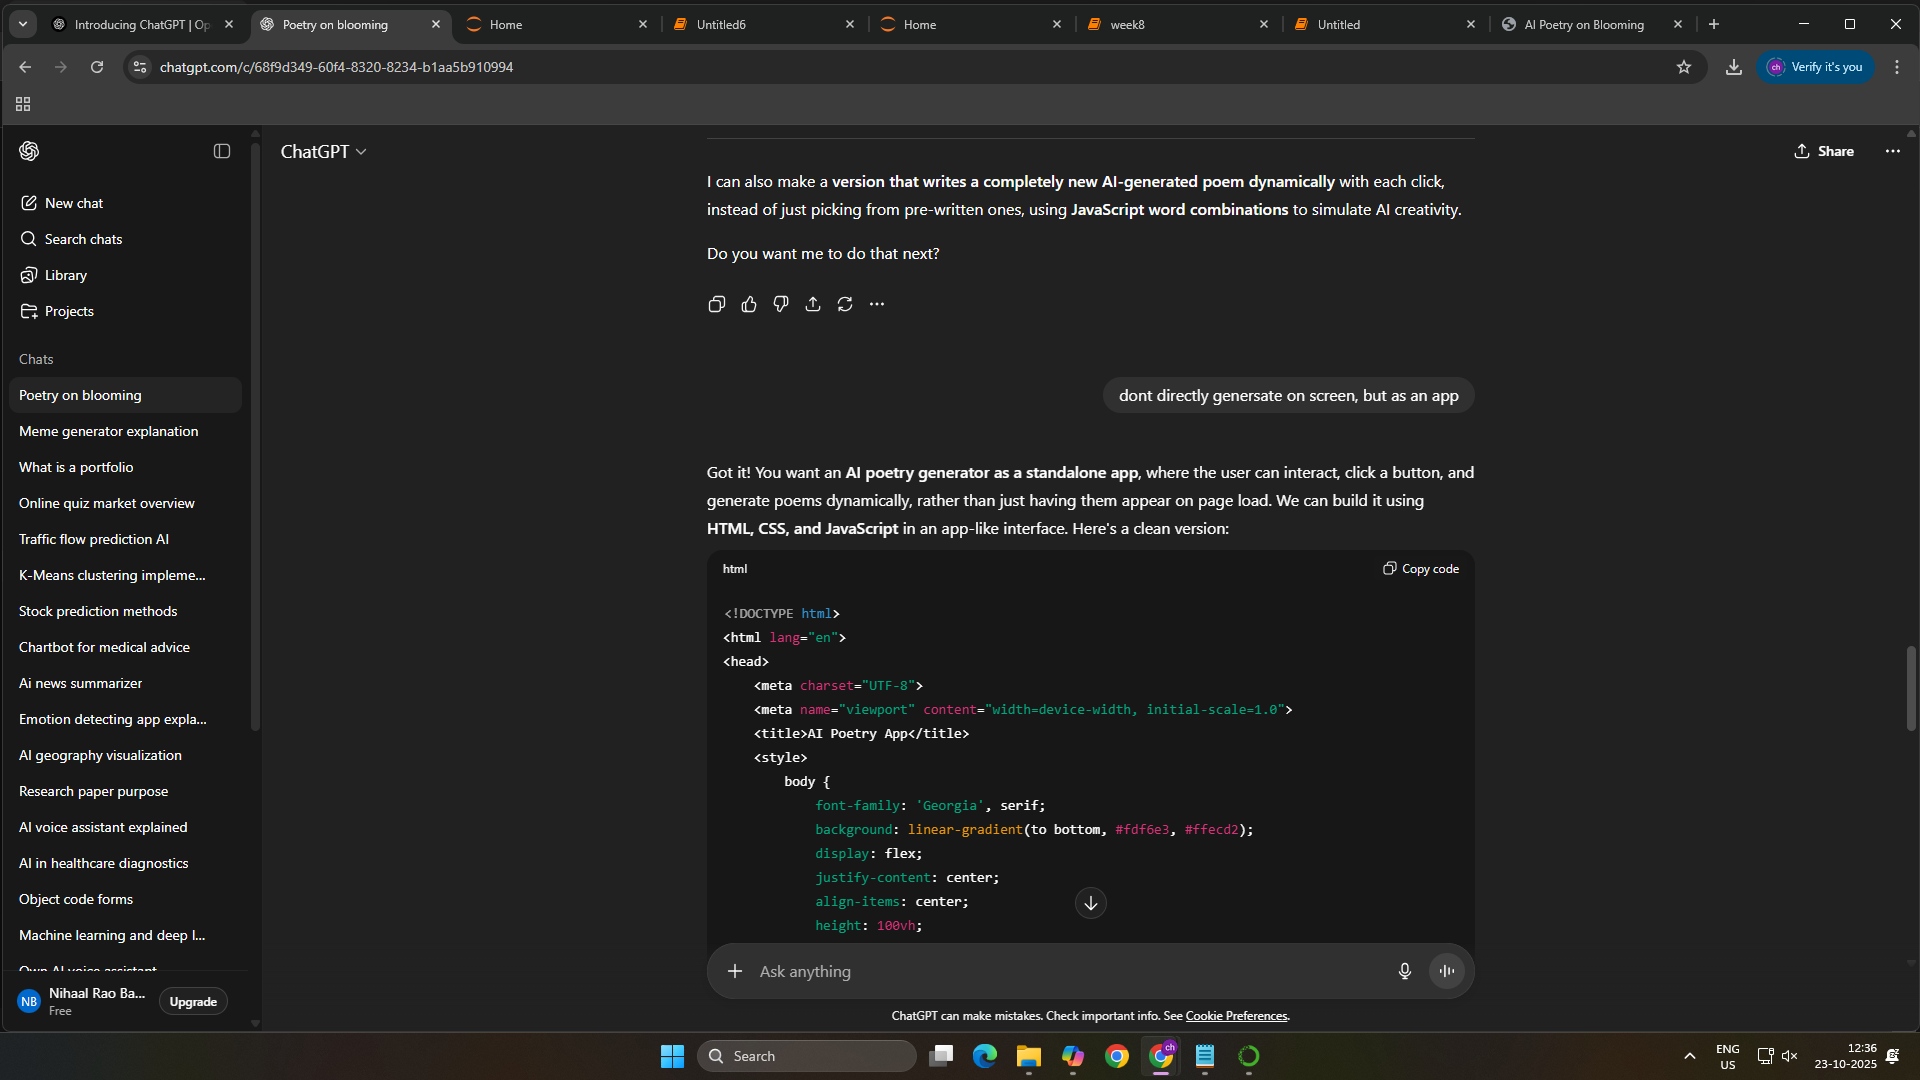 Introducing ChatGPT | Op
Poetry on blooming
Home
Untitled6
Home
week8
Untitled
AI Poetry on Blooming
chatgpt.com/c/68f9d349-60f4-8320-8234-b1aa5b910994
ch
Verify it's you
New chat
Search chats
Library
Projects
Chats
Poetry on blooming
Meme generator explanation
What is a portfolio
Online quiz market overview
Traffic flow prediction AI
K-Means clustering impleme...
Stock prediction methods
Chartbot for medical advice
Ai news summarizer
Emotion detecting app expla...
AI geography visualization
Research paper purpose
AI voice assistant explained
AI in healthcare diagnostics
Object code forms
Machine learning and deep l...
Own AI voice assistant
NB
Nihaal Rao Ba...
Free
Upgrade
ChatGPT
Share
I can also make a version that writes a completely new AI-generated poem dynamically with each click,
instead of just picking from pre-written ones, using JavaScript word combinations to simulate AI creativity.
Do you want me to do that next?
dont directly genersate on screen, but as an app
Got it! You want an AI poetry generator as a standalone app, where the user can interact, click a button, and
generate poems dynamically, rather than just having them appear on page load. We can build it using
HTML, CSS, and JavaScript in an app-like interface. Here's a clean version:
html
Copy code
<!DOCTYPE html>
<html lang="en">
<head>
    <meta charset="UTF-8">
    <meta name="viewport" content="width=device-width, initial-scale=1.0">
    <title>AI Poetry App</title>
    <style>
        body {
            font-family: 'Georgia', serif;
            background: linear-gradient(to bottom, #fdf6e3, #ffecd2);
            display: flex;
            justify-content: center;
            align-items: center;
            height: 100vh;
Ask anything
ChatGPT can make mistakes. Check important info. See Cookie Preferences.
Search
ch
ENG
US
12:36
23-10-2025